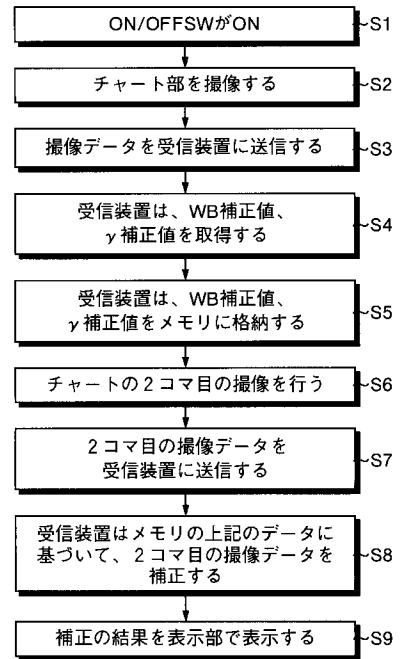 ON/OFFSWがON
S1
チャート部を撮像する
S2
撮像データを受信装置に送信する
S3
受信装置は、WB補正値、
γ補正値を取得する
S4
受信装置は、WB補正値、
γ補正値をメモリに格納する
S5
チャートの2コマ目の撮像を行う
S6
2コマ目の撮像データを
受信装置に送信する
S7
受信装置はメモリの上記のデータに
基づいて、2コマ目の撮像データを
補正する
S8
補正の結果を表示部で表示する
S9